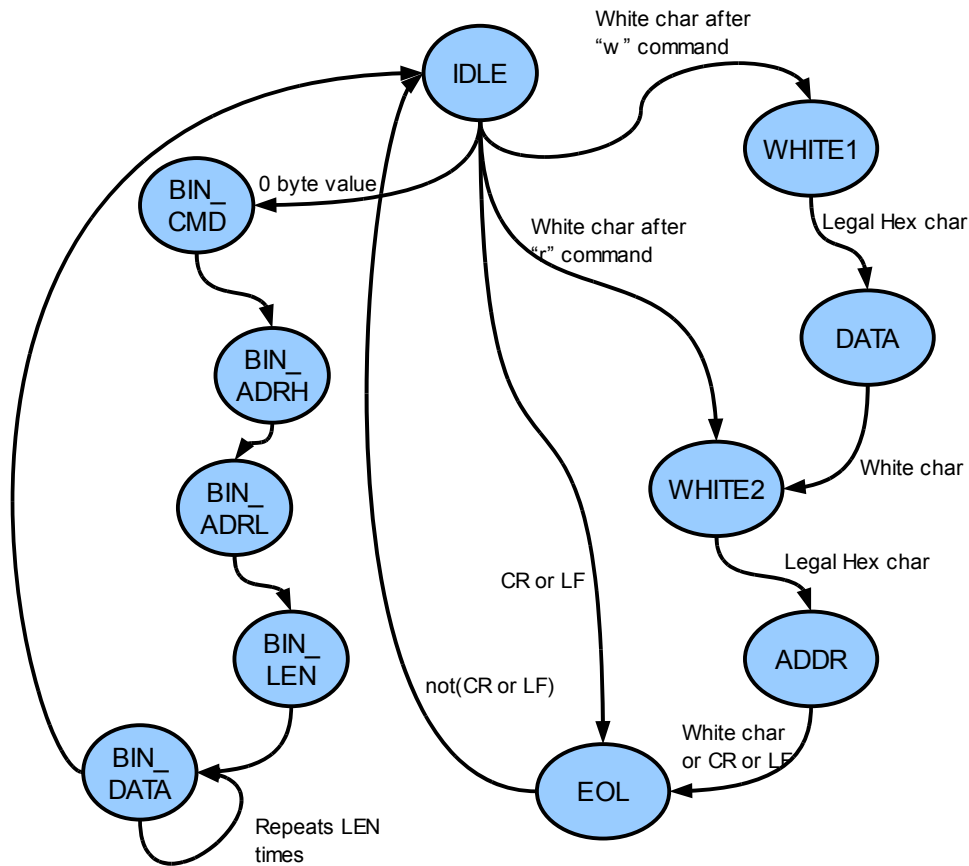 White char after
“w ” command
IDLE
WHITE1
BIN_
CMD
0 byte value
Legal Hex char
White char after
“r” command
DATA
BIN_
ADRH
White char
WHITE2
BIN_
ADRL
Legal Hex char
CR or LF
BIN_
LEN
ADDR
not(CR or LF)
White char
or CR or LF
BIN_
DATA
EOL
Repeats LEN
times